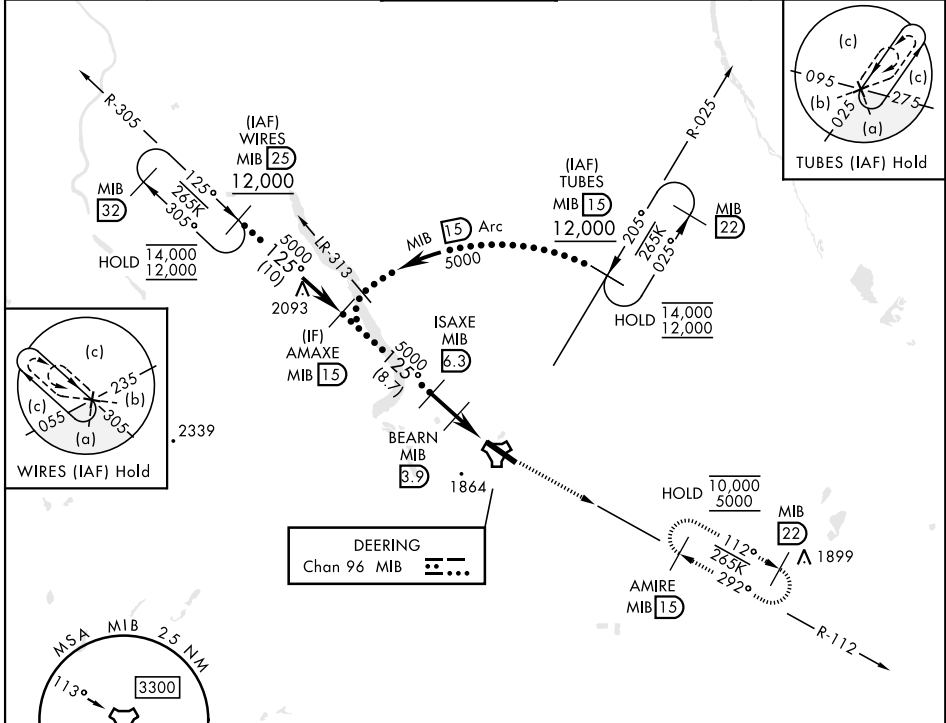 R-305
(IAF)
WIRES
MIB 25
12,000
MIB
32
125°
265K
305°
HOLD 14,000
12,000
5000
125°
(10)
2093
LR-313
MIB 15 Arc
5000
(IAF)
TUBES
MIB 15
12,000
R-025
205°
265K
025°
MIB
22
HOLD 14,000
12,000
(c)
095
(b)
025
(a)
275
(c)
TUBES (IAF) Hold
(IF)
AMAXE
MIB 15
5000
125°
(8.7)
ISAXE
MIB
6.3
BEARN
MIB
3.9
1864
(c)
235
(b)
305
(a)
055
(c)
WIRES (IAF) Hold
2339
DEERING
Chan 96 MIB
HOLD 10,000
5000
MIB
22
1899
112°
265K
292°
AMIRE
MIB 15
R-112
MSA MIB 25 NM
113°
3300